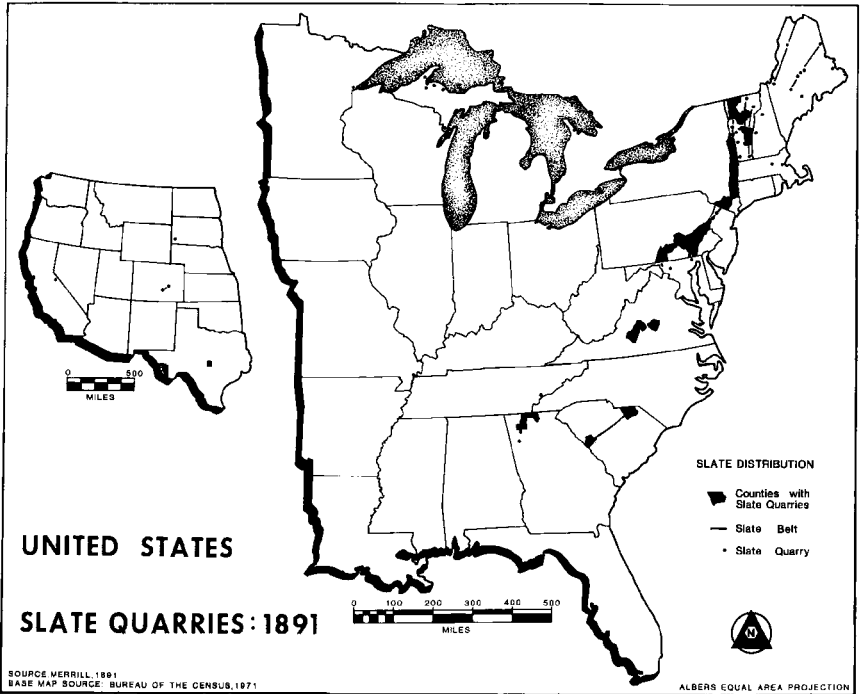 0 500
MILES
SLATE DISTRIBUTION
Counties with
Slate Quarries
Slate Belt
Slate Quarry
UNITED STATES
SLATE QUARRIES: 1891
0 100 200 300 400 500
MILES
N
SOURCE: MERRILL, 1891
BASE MAP SOURCE: BUREAU OF THE CENSUS, 1971
ALBERS EQUAL AREA PROJECTION